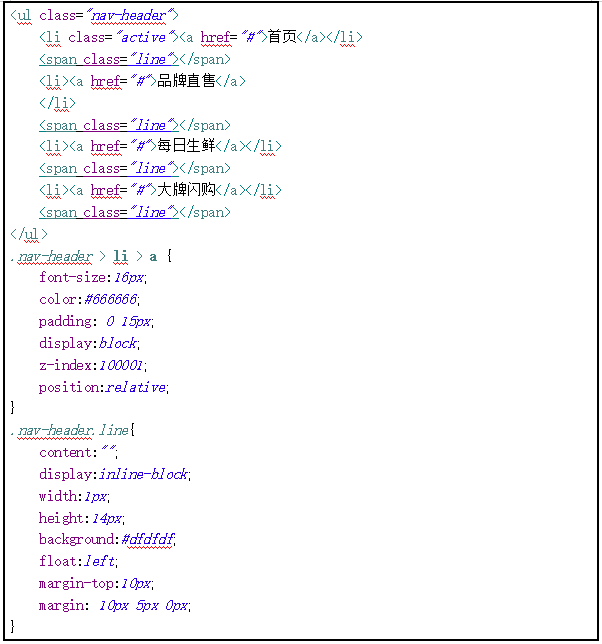 <ul class="nav-header">
<li class="active"><a href="#">首页</a></li>
<span class="line"></span>
<li><a href="#">品牌直售</a>
</li>
<span class="line"></span>
<li><a href="#">每日生鲜</a></li>
<span class="line"></span>
<li><a href="#">大牌闪购</a></li>
<span class="line"></span>
</ul>
.nav-header > li > a {
font-size:16px;
color:#666666;
padding: 0 15px;
display:block;
z-index:100001;
position:relative;
}
.nav-header.line{
content:"";
display:inline-block;
width:1px;
height:14px;
background:#dfdfdf;
float:left;
margin-top:10px;
margin: 10px 5px 0px;
}